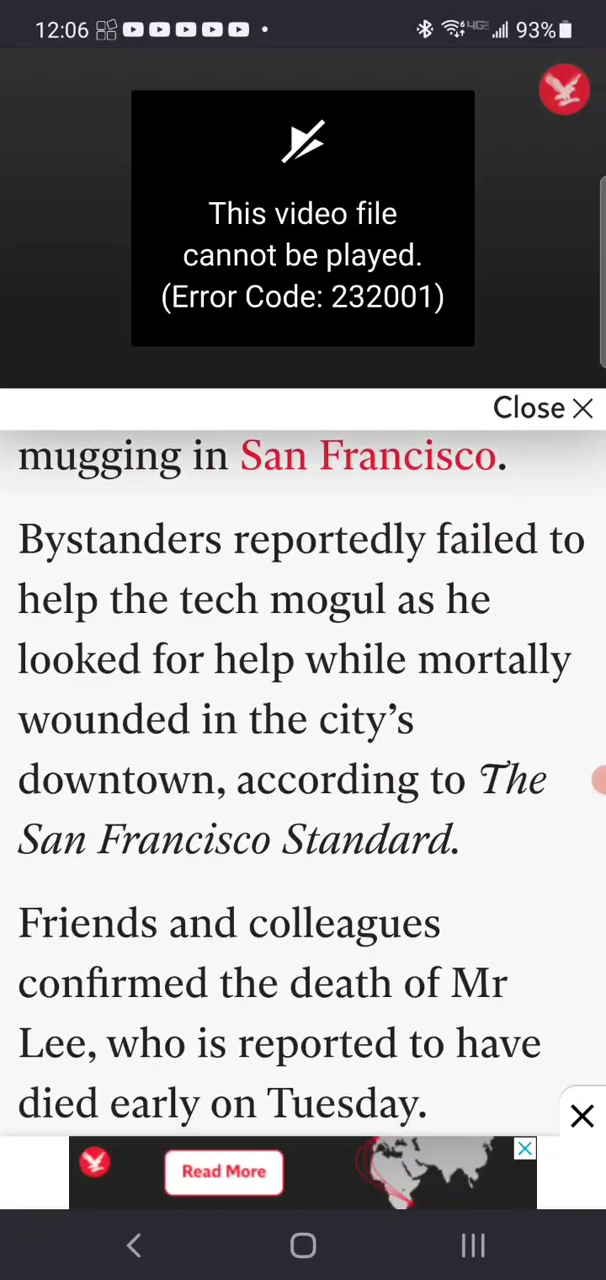 12:06
4GE
93%
This video file
cannot be played.
(Error Code: 232001)
Close
mugging in San Francisco.
Bystanders reportedly failed to
help the tech mogul as he
looked for help while mortally
wounded in the city’s
downtown, according to The
San Francisco Standard.
Friends and colleagues
confirmed the death of Mr
Lee, who is reported to have
died early on Tuesday.
Read More